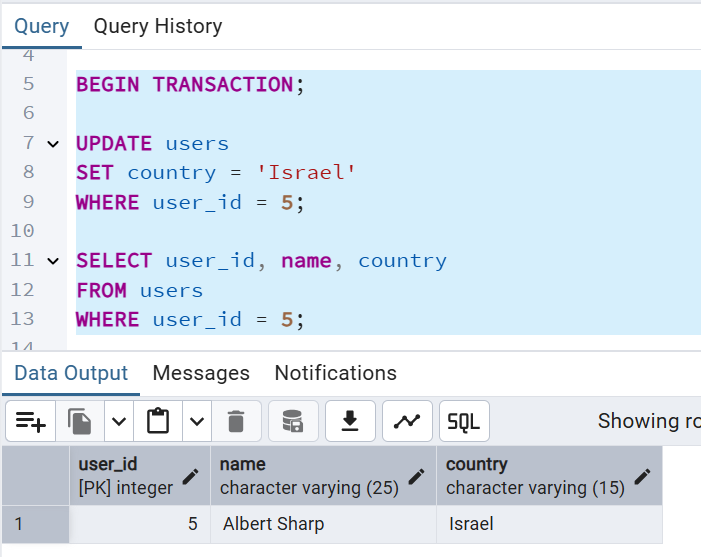 Query Query History
4
5 BEGIN TRANSACTION;
6
7 UPDATE users
8 SET country = 'Israel'
9 WHERE user_id = 5;
10
11 SELECT user_id, name, country
12 FROM users
13 WHERE user_id = 5;
14
Data Output Messages Notifications
SQL Showing ro
user_id name country
[PK] integer character varying (25) character varying (15)
1 5 Albert Sharp Israel